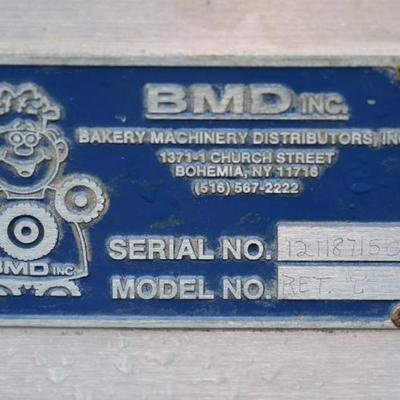 BMD INC.
BAKERY MACHINERY DISTRIBUTORS, INC
1371-1 CHURCH STREET
BOHEMIA, NY 11716
(516) 567-2222
SERIAL NO.
MODEL NO. RET.
BMD INC